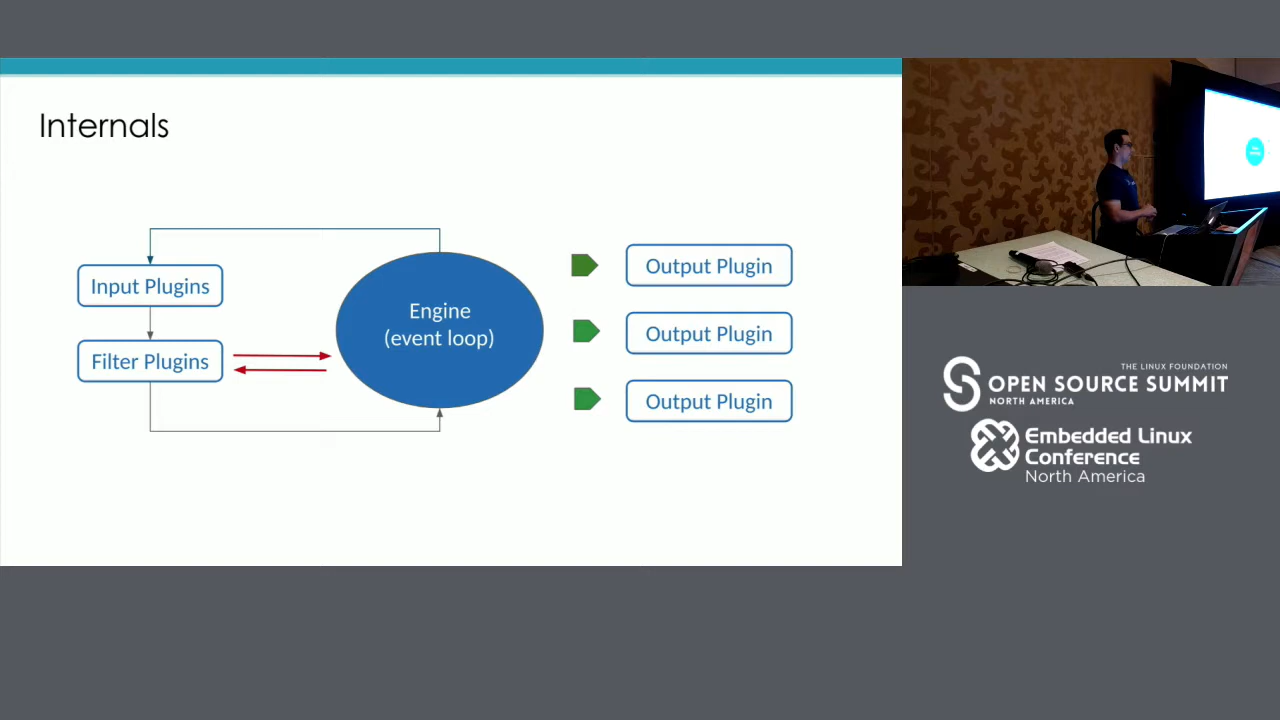 Internals
Input Plugins
Filter Plugins
Engine
(event loop)
Output Plugin
Output Plugin
Output Plugin
THE LINUX FOUNDATION
OPEN SOURCE SUMMIT
NORTH AMERICA
Embedded Linux
Conference
North America